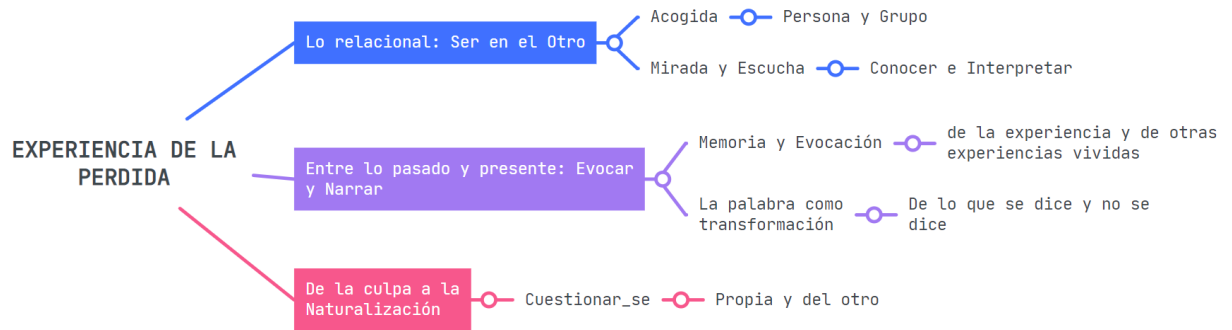 EXPERIENCIA DE LA
PERDIDA
Lo relacional: Ser en el Otro
Acogida
Persona y Grupo
Mirada y Escucha
Conocer e Interpretar
Entre lo pasado y presente: Evocar
y Narrar
Memoria y Evocación
de la experiencia y de otras
experiencias vividas
La palabra como
transformación
De lo que se dice y no se
dice
De la culpa a la
Naturalización
Cuestionar_se
Propia y del otro